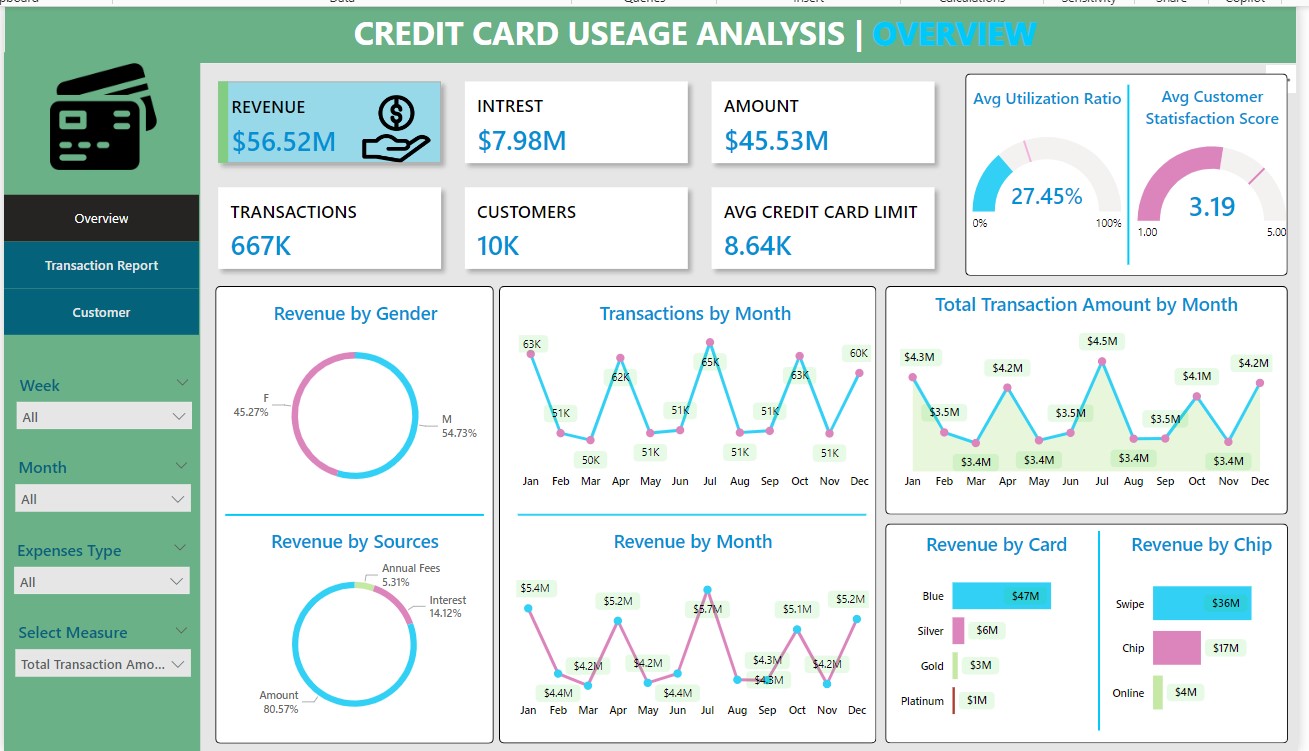 Data
Queries
Insert
Calculations
Sensitivity
Share
Copilot
CREDIT CARD USEAGE ANALYSIS | OVERVIEW
Overview
Transaction Report
Customer
Week
All
Month
All
Expenses Type
All
Select Measure
Total Transaction Amo...
REVENUE
$56.52M
INTREST
$7.98M
AMOUNT
$45.53M
TRANSACTIONS
667K
CUSTOMERS
10K
AVG CREDIT CARD LIMIT
8.64K
Avg Utilization Ratio
27.45%
0%
100%
Avg Customer
Statisfaction Score
3.19
1.00
5.00
Revenue by Gender
F
45.27%
M
54.73%
Revenue by Sources
Annual Fees
5.31%
Interest
14.12%
Amount
80.57%
Transactions by Month
63K
51K
50K
62K
51K
51K
65K
51K
51K
63K
51K
60K
Jan Feb Mar Apr May Jun Jul Aug Sep Oct Nov Dec
Revenue by Month
$5.4M
$4.4M
$4.2M
$5.2M
$4.2M
$4.4M
$5.7M
$4.3M
$4.3M
$5.1M
$4.2M
$5.2M
Jan Feb Mar Apr May Jun Jul Aug Sep Oct Nov Dec
Total Transaction Amount by Month
$4.3M
$3.5M
$3.4M
$4.2M
$3.4M
$3.5M
$4.5M
$3.4M
$3.5M
$4.1M
$3.4M
$4.2M
Jan Feb Mar Apr May Jun Jul Aug Sep Oct Nov Dec
Revenue by Card
Blue $47M
Silver $6M
Gold $3M
Platinum $1M
Revenue by Chip
Swipe $36M
Chip $17M
Online $4M